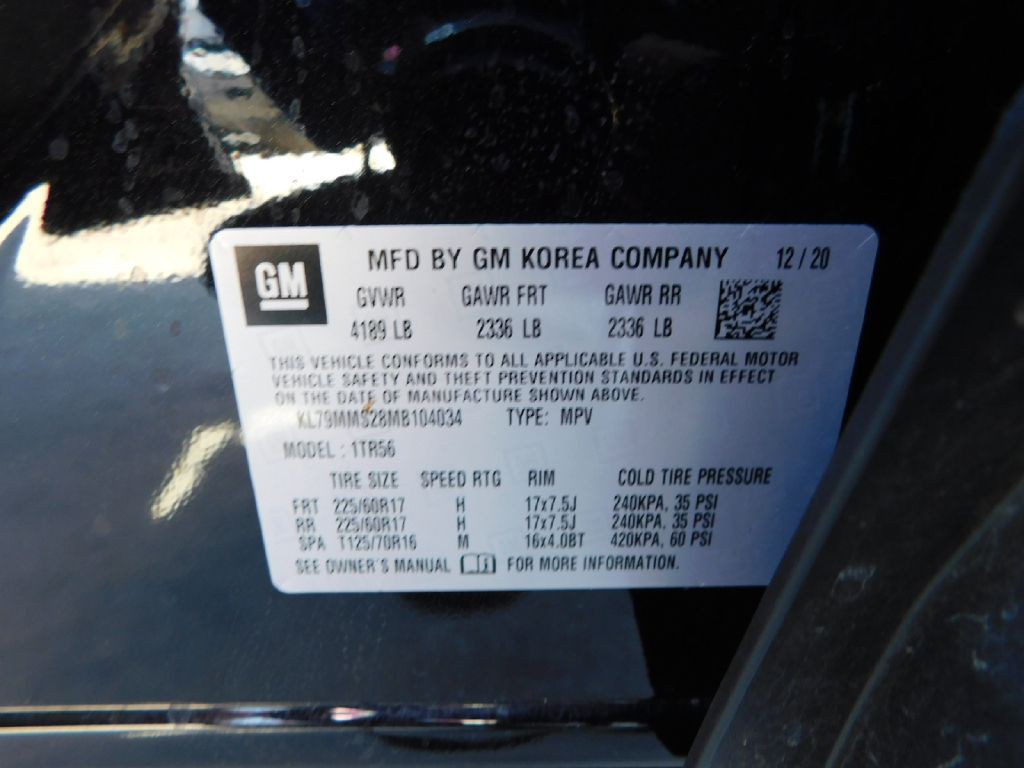 GM MFD BY GM KOREA COMPANY 12 / 20
GVWR GAWR FRT GAWR RR
4189 LB 2336 LB 2336 LB
THIS VEHICLE CONFORMS TO ALL APPLICABLE U.S. FEDERAL MOTOR
VEHICLE SAFETY AND THEFT PREVENTION STANDARDS IN EFFECT
ON THE DATE OF MANUFACTURE SHOWN ABOVE.
KL79MMS28MB104034 TYPE: MPV
MODEL : 1TR56
TIRE SIZE SPEED RTG RIM COLD TIRE PRESSURE
FRT 225/60R17 H 17x7.5J 240KPA, 35 PSI
RR 225/60R17 H 17x7.5J 240KPA, 35 PSI
SPA T125/70R16 M 16x4.0BT 420KPA, 60 PSI
SEE OWNER'S MANUAL FOR MORE INFORMATION.